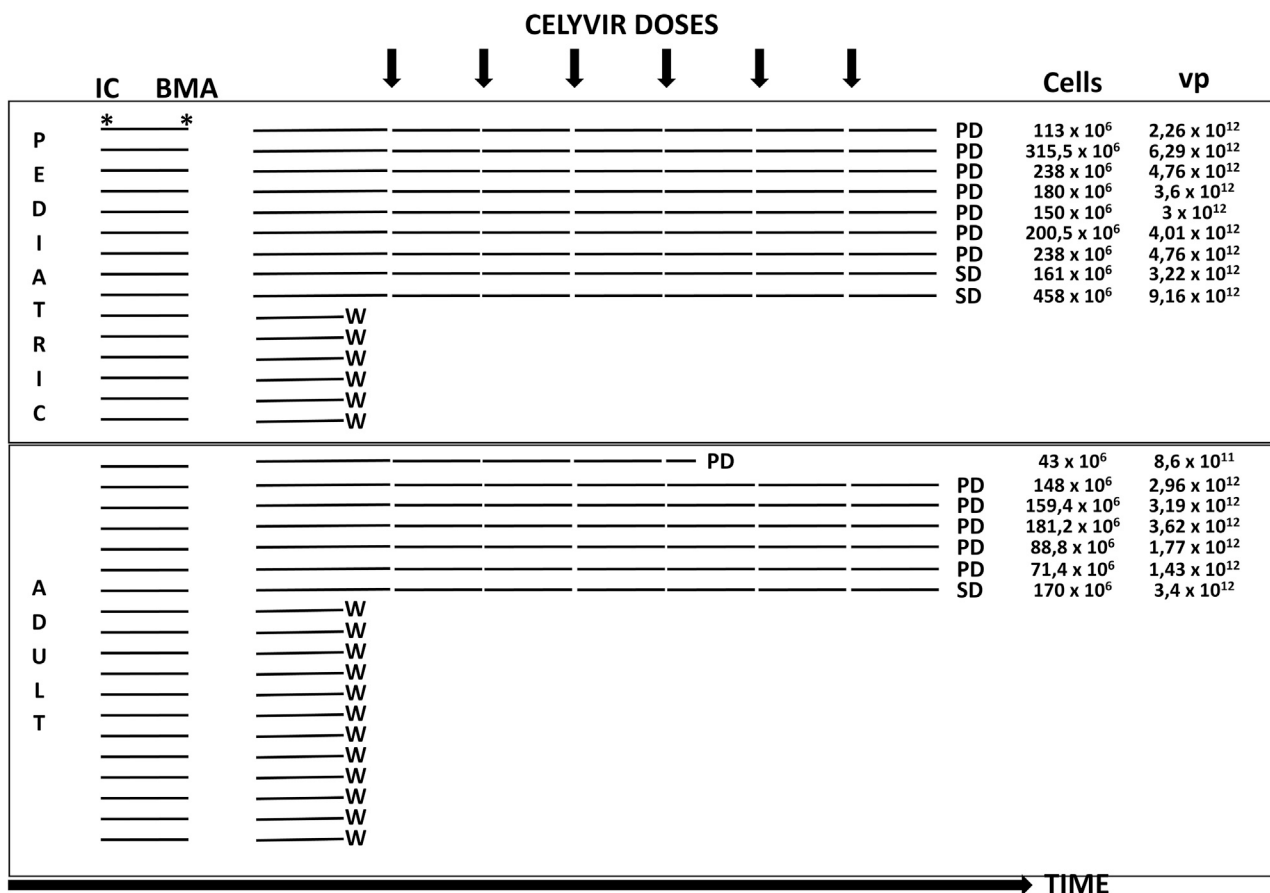 CELYVIR DOSES
IC BMA Cells vp
* *
PEDIATRIC
PD 113 x 10⁶ 2,26 x 10¹²
PD 315,5 x 10⁶ 6,29 x 10¹²
PD 238 x 10⁶ 4,76 x 10¹²
PD 180 x 10⁶ 3,6 x 10¹²
PD 150 x 10⁶ 3 x 10¹²
PD 200,5 x 10⁶ 4,01 x 10¹²
PD 238 x 10⁶ 4,76 x 10¹²
SD 161 x 10⁶ 3,22 x 10¹²
SD 458 x 10⁶ 9,16 x 10¹²
W
W
W
W
W
W
ADULT
PD 43 x 10⁶ 8,6 x 10¹¹
PD 148 x 10⁶ 2,96 x 10¹²
PD 159,4 x 10⁶ 3,19 x 10¹²
PD 181,2 x 10⁶ 3,62 x 10¹²
PD 88,8 x 10⁶ 1,77 x 10¹²
PD 71,4 x 10⁶ 1,43 x 10¹²
SD 170 x 10⁶ 3,4 x 10¹²
W
W
W
W
W
W
W
W
W
W
W
W
TIME